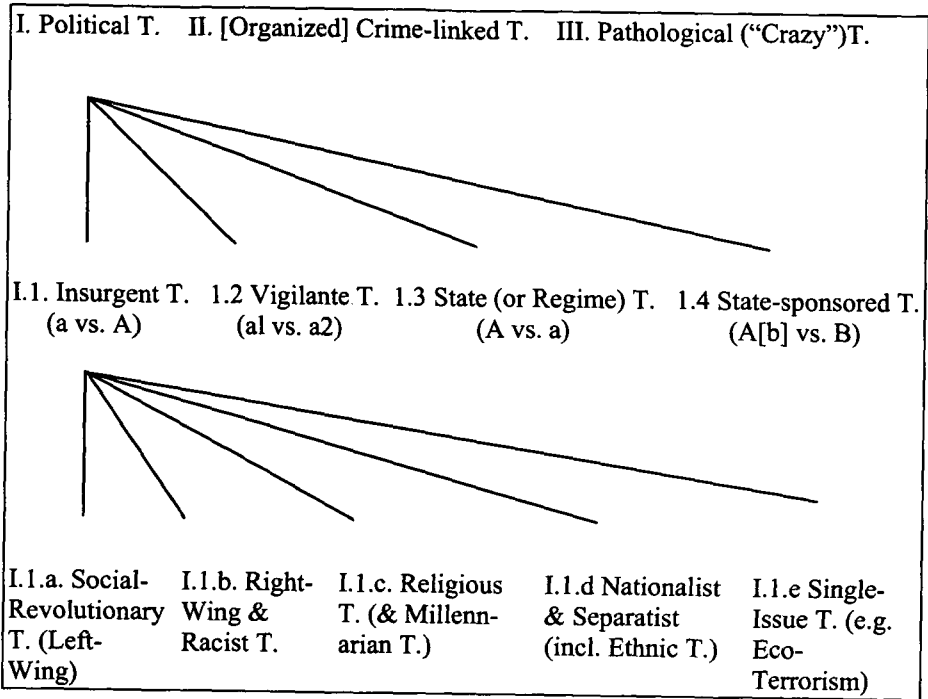 I. Political T. II. [Organized] Crime-linked T. III. Pathological (“Crazy”)T.
I.1. Insurgent T. 1.2 Vigilante T. 1.3 State (or Regime) T. 1.4 State-sponsored T.
(a vs. A) (al vs. a2) (A vs. a) (A[b] vs. B)
I.1.a. Social-
Revolutionary
T. (Left-
Wing)
I.1.b. Right-
Wing &
Racist T.
I.1.c. Religious
T. (& Millenn-
arian T.)
I.1.d Nationalist
& Separatist
(incl. Ethnic T.)
I.1.e Single-
Issue T. (e.g.
Eco-
Terrorism)